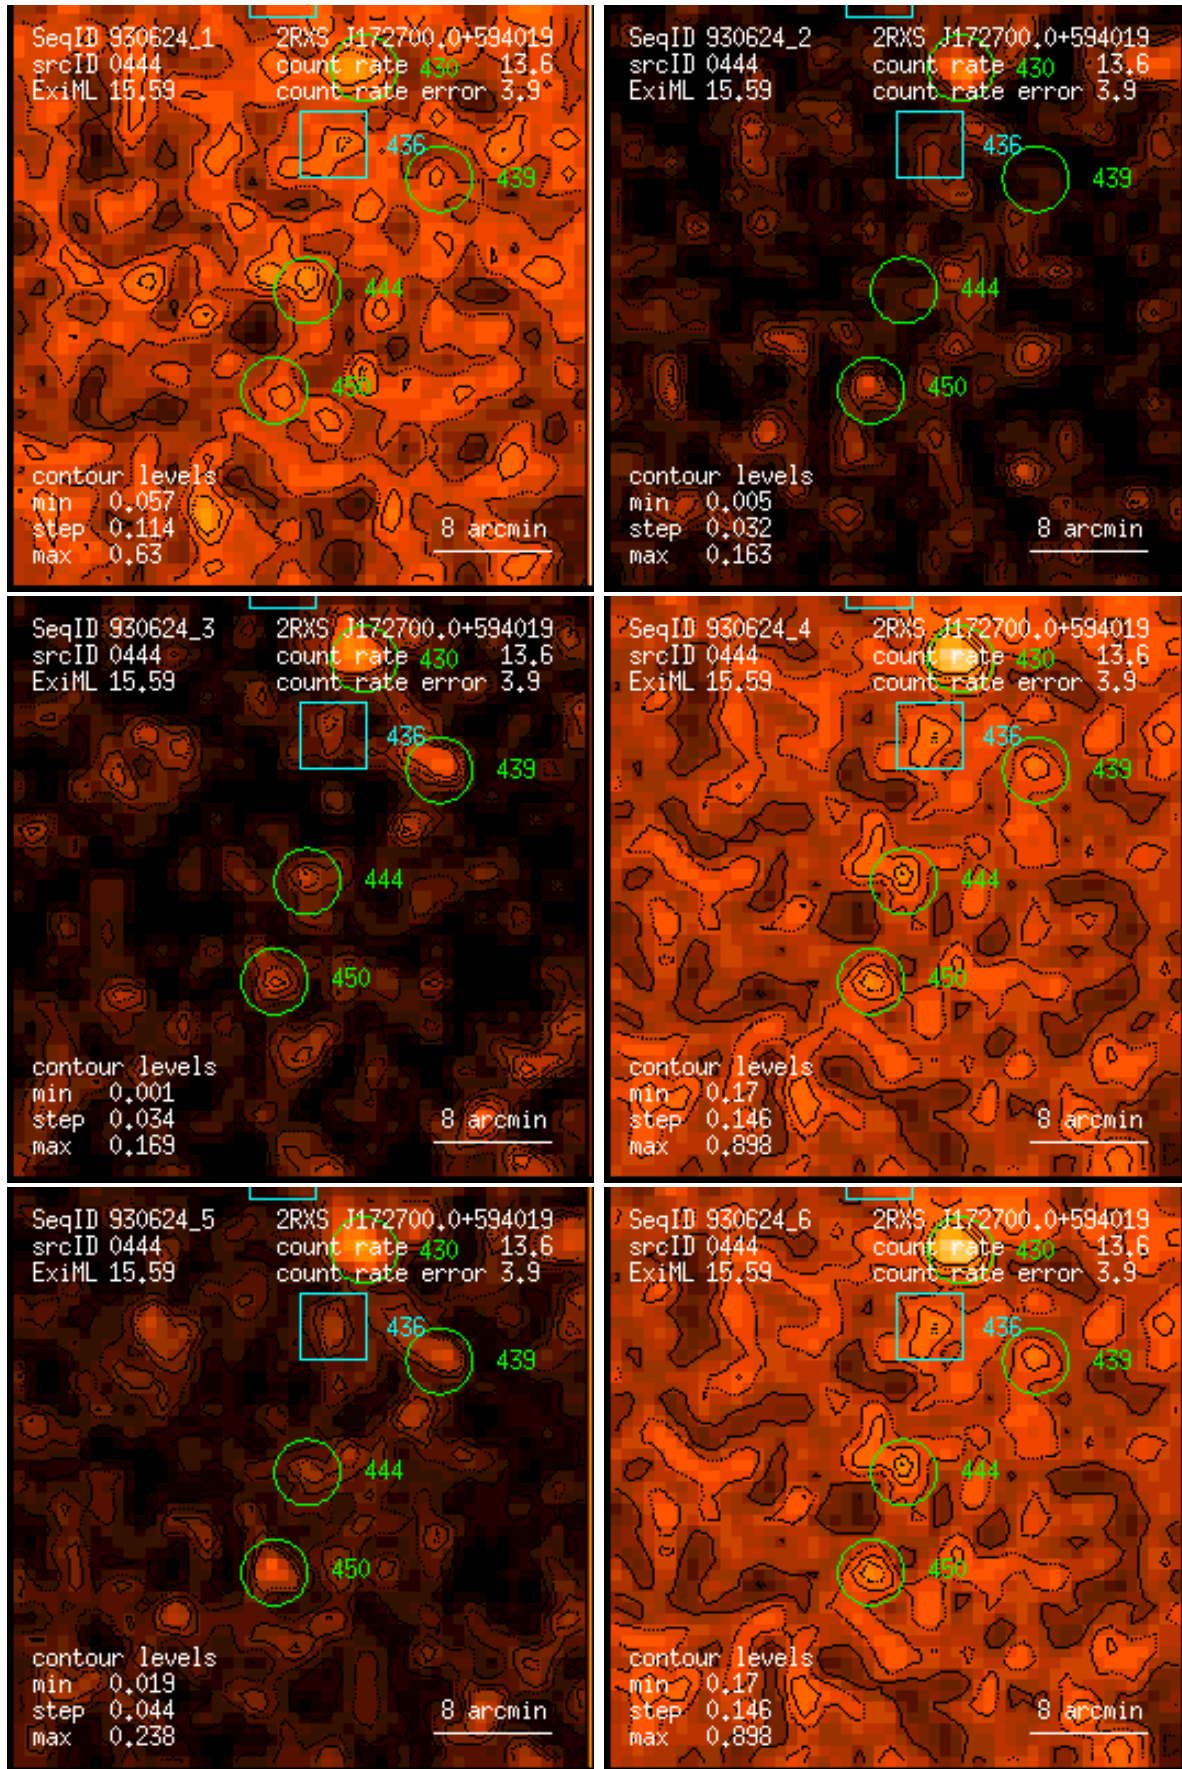 SeqID 930624_1 2RXS J172700.0+594019
srcID 0444 count rate 430 13.6
ExiML 15.59 count rate error 3.9
436
439
444
450
contour levels
min 0.057
step 0.114 8 arcmin
max 0.63
SeqID 930624_2 2RXS J172700.0+594019
srcID 0444 count rate 430 13.6
ExiML 15.59 count rate error 3.9
436
439
444
450
contour levels
min 0.005
step 0.032 8 arcmin
max 0.163
SeqID 930624_3 2RXS J172700.0+594019
srcID 0444 count rate 430 13.6
ExiML 15.59 count rate error 3.9
436
439
444
450
contour levels
min 0.001
step 0.034 8 arcmin
max 0.169
SeqID 930624_4 2RXS J172700.0+594019
srcID 0444 count rate 430 13.6
ExiML 15.59 count rate error 3.9
436
439
444
450
contour levels
min 0.17
step 0.146 8 arcmin
max 0.898
SeqID 930624_5 2RXS J172700.0+594019
srcID 0444 count rate 430 13.6
ExiML 15.59 count rate error 3.9
436
439
444
450
contour levels
min 0.019
step 0.044 8 arcmin
max 0.238
SeqID 930624_6 2RXS J172700.0+594019
srcID 0444 count rate 430 13.6
ExiML 15.59 count rate error 3.9
436
439
444
450
contour levels
min 0.17
step 0.146 8 arcmin
max 0.898